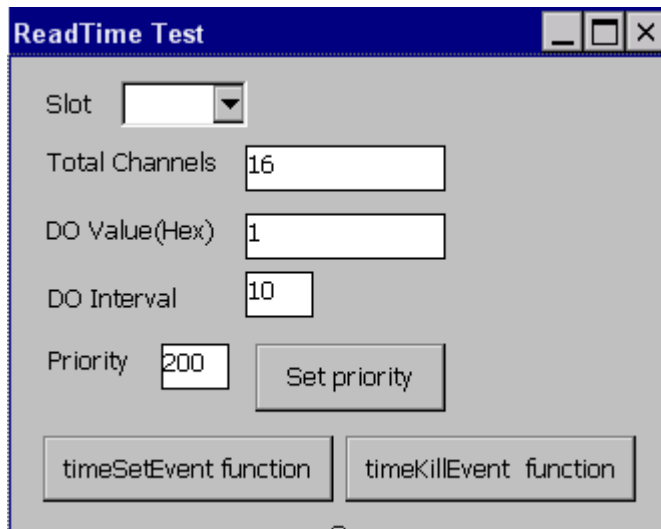 ReadTime Test
Slot
Total Channels 16
DO Value(Hex) 1
DO Interval 10
Priority 200 Set priority
timeSetEvent function timeKillEvent function